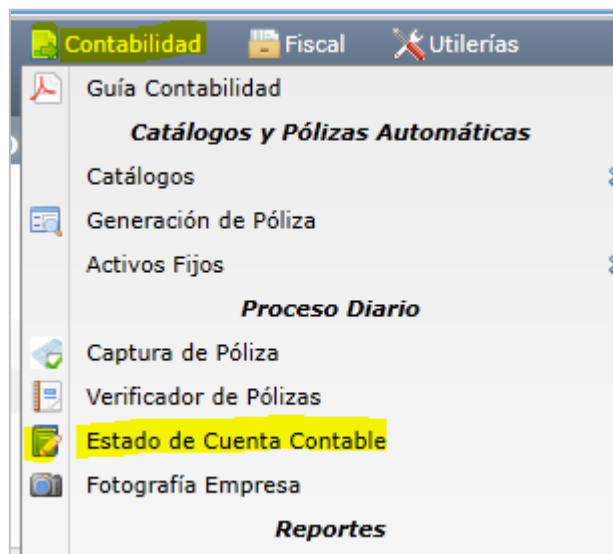 Contabilidad Fiscal Utilerías
Guía Contabilidad
Catálogos y Pólizas Automáticas
Catálogos
Generación de Póliza
Activos Fijos
Proceso Diario
Captura de Póliza
Verificador de Pólizas
Estado de Cuenta Contable
Fotografía Empresa
Reportes